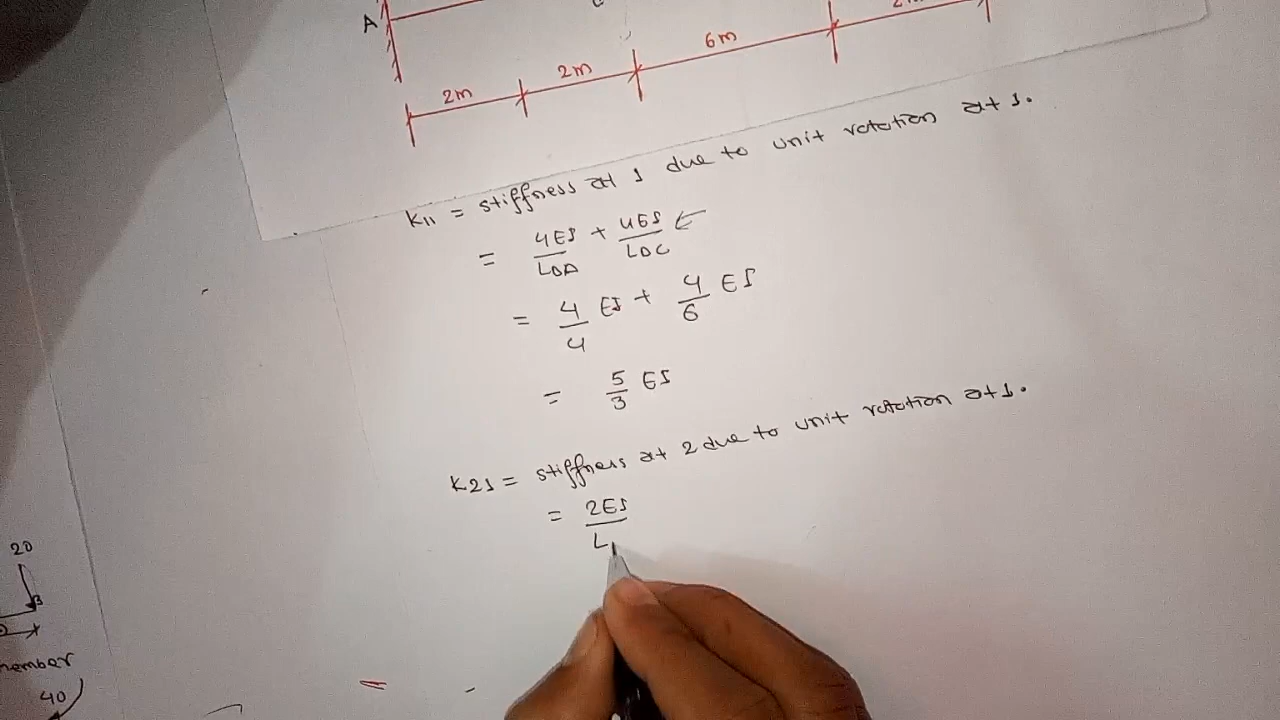 A
2m 2m 6m
K11 = stiffness at 1 due to unit rotation at 1.
= 4EI/LDA + 4EI/LDC ←
= 4/4 EI + 4/6 EI
= 5/3 EI
K21 = stiffness at 2 due to unit rotation at 1.
= 2EI/L
20
B
member
40